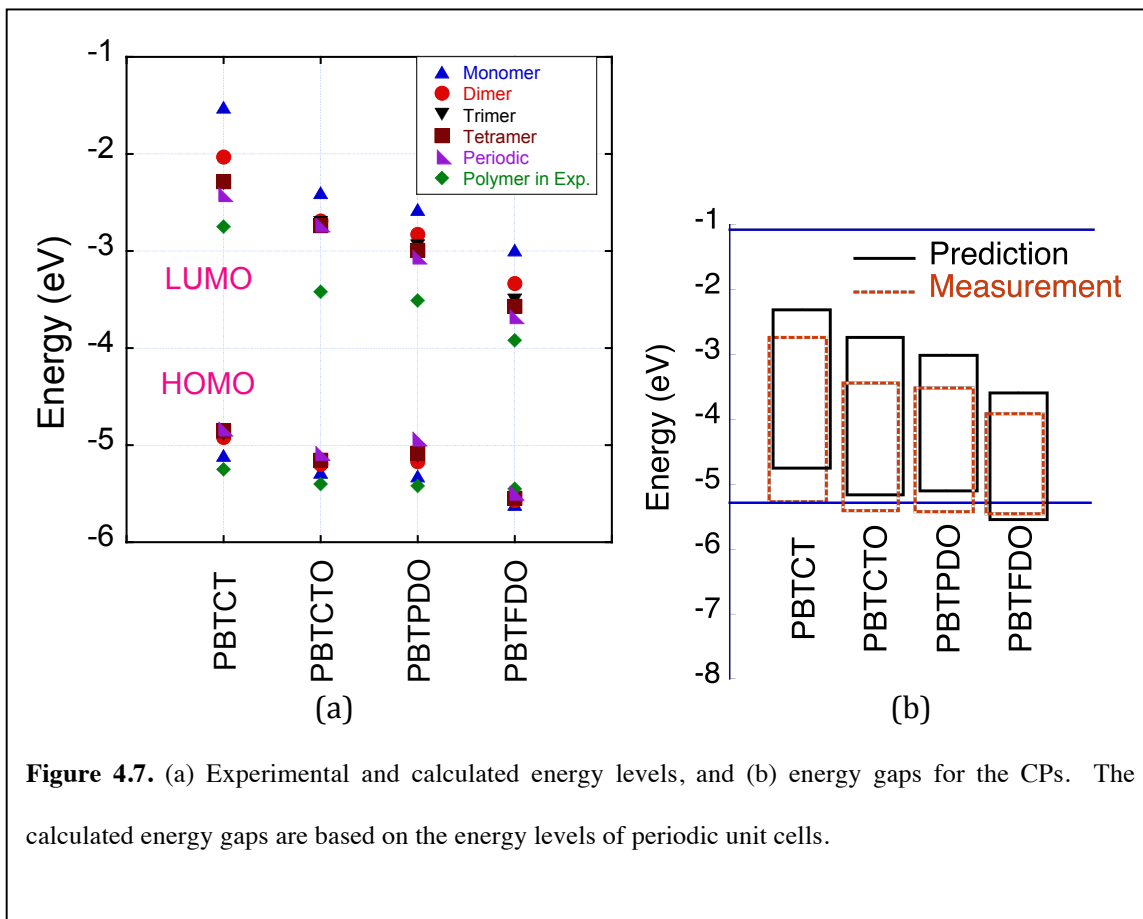 -1
-2
-3
-4
-5
-6
Energy (eV)
Monomer
Dimer
Trimer
Tetramer
Periodic
Polymer in Exp.
LUMO
HOMO
PBTCT
PBTCTO
PBTPDO
PBTFDO
(a)
-1
-2
-3
-4
-5
-6
-7
-8
Energy (eV)
Prediction
Measurement
PBTCT
PBTCTO
PBTPDO
PBTFDO
(b)
Figure 4.7. (a) Experimental and calculated energy levels, and (b) energy gaps for the CPs. The
calculated energy gaps are based on the energy levels of periodic unit cells.